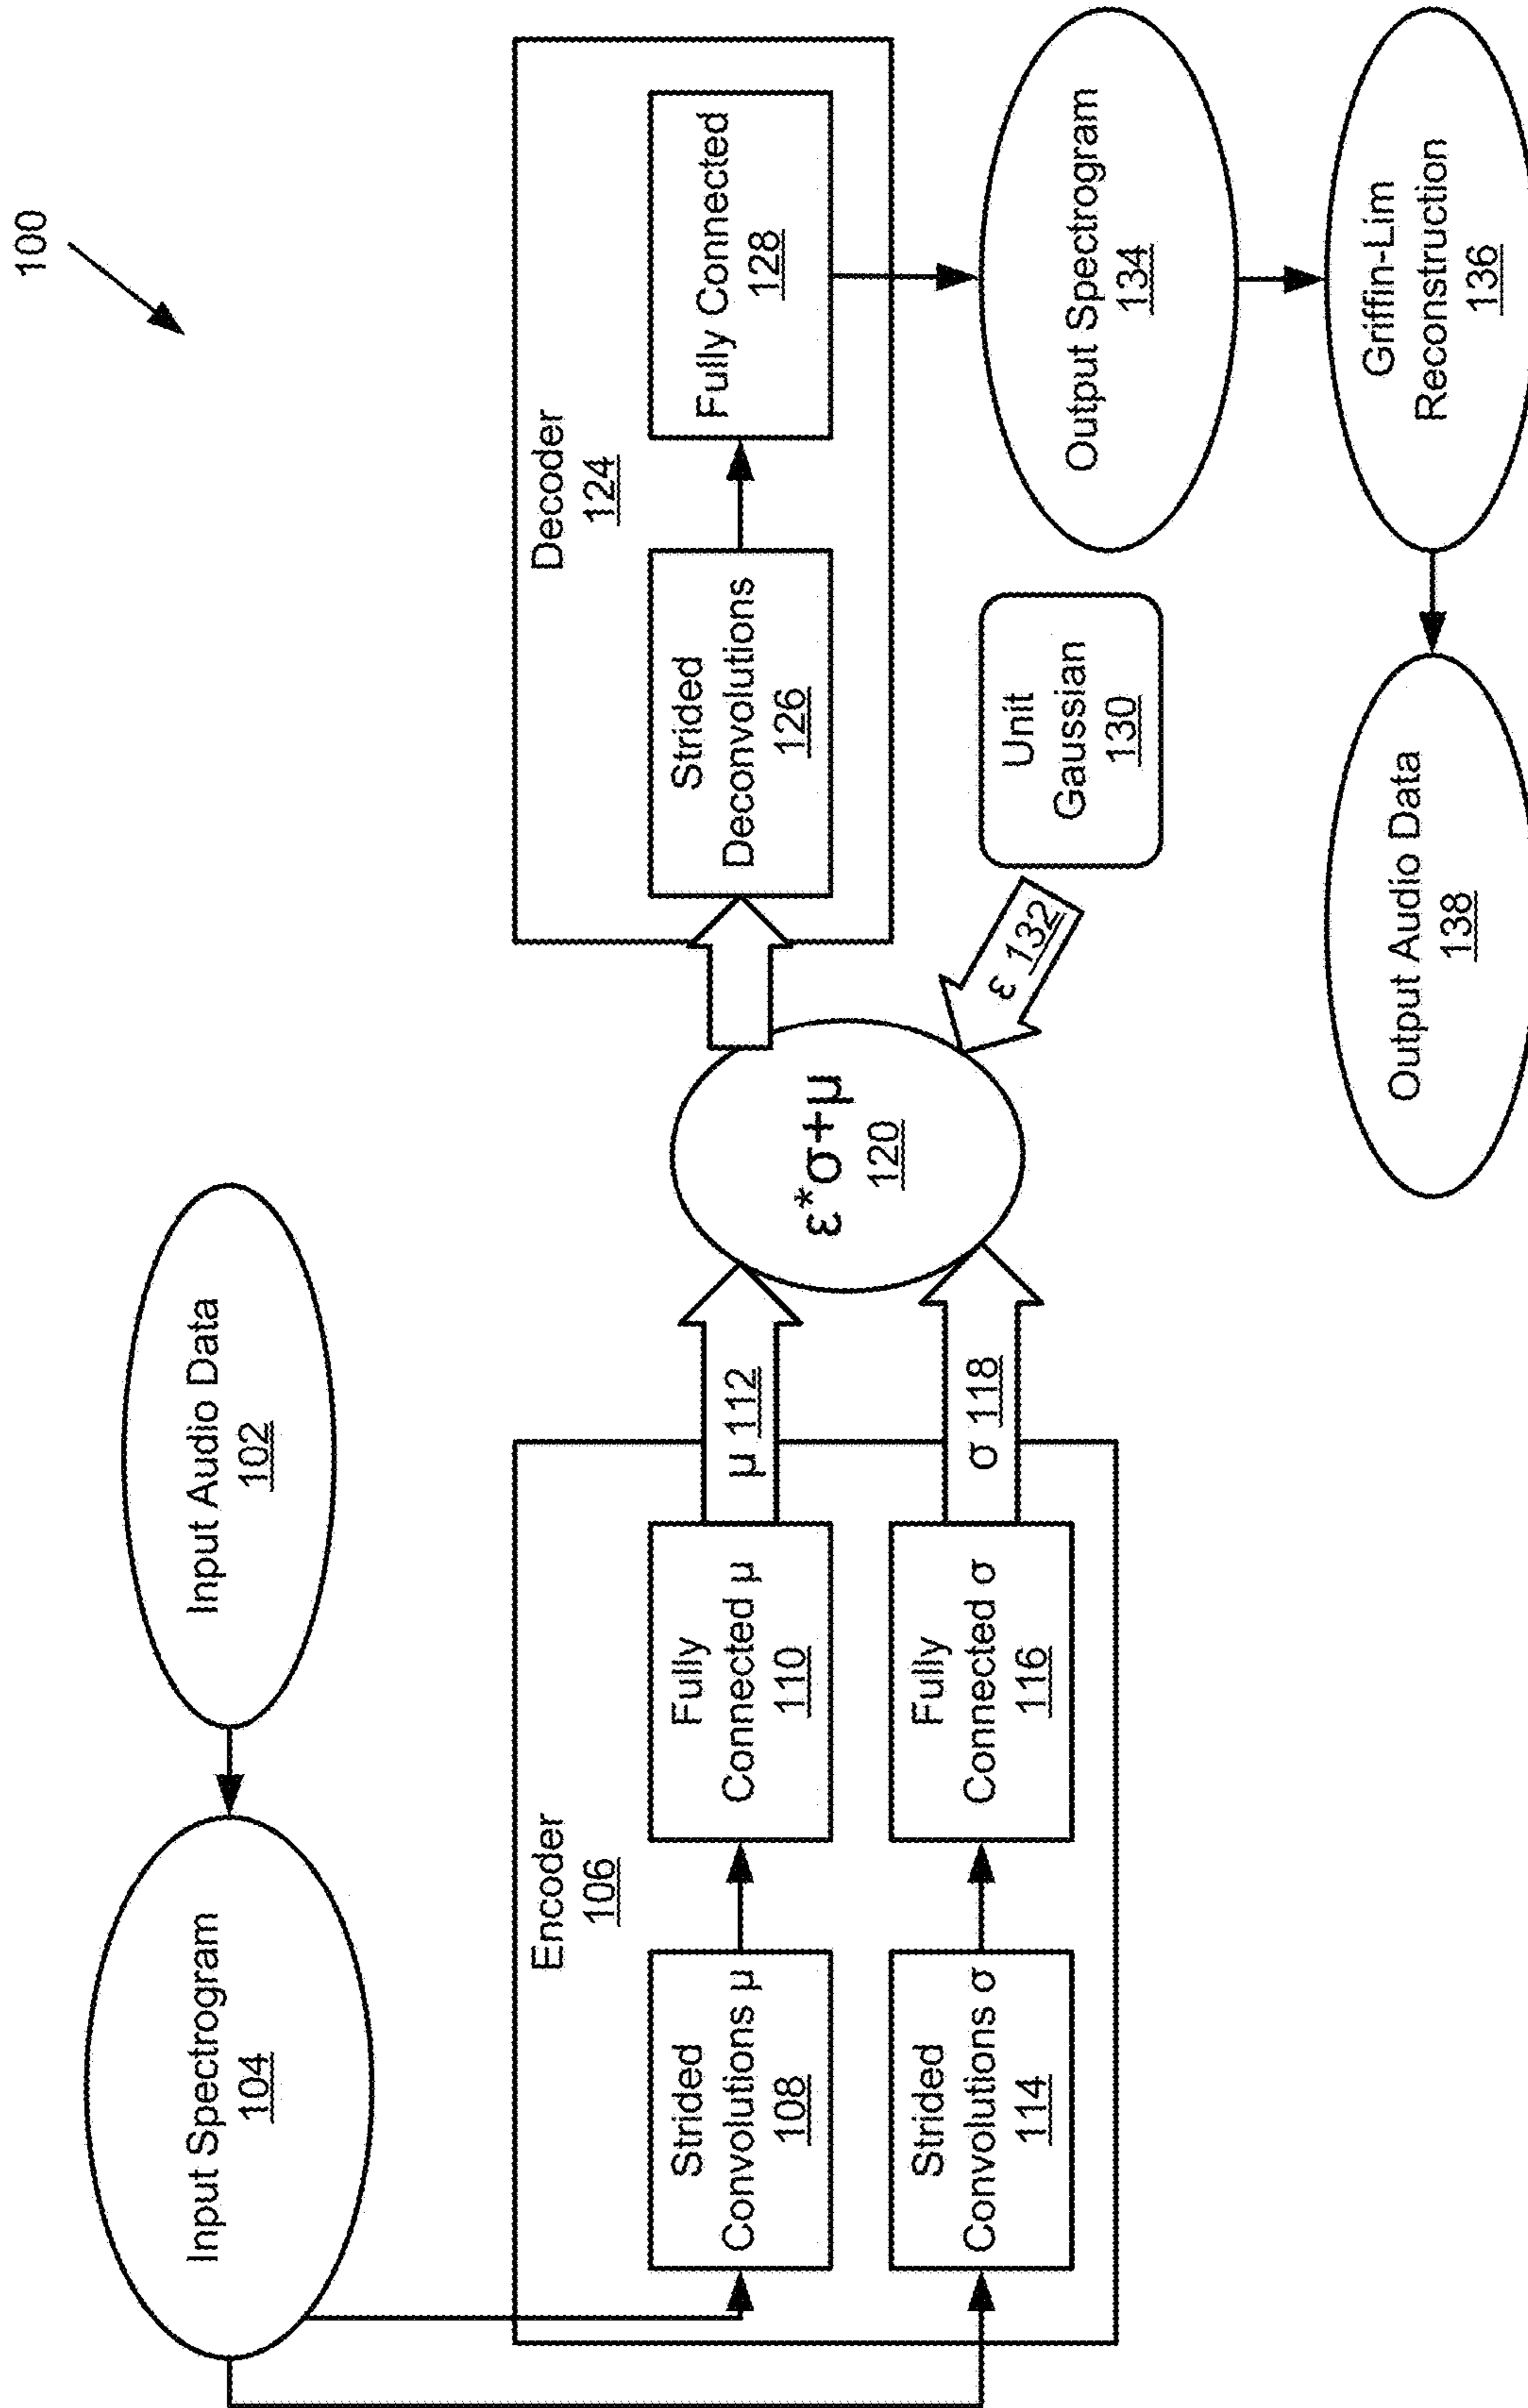 100
Input Audio Data
102
Input Spectrogram
104
Encoder
106
Strided
Convolutions μ
108
Fully
Connected μ
110
μ 112
Strided
Convolutions σ
114
Fully
Connected σ
116
σ 118
ε*σ+μ
120
Decoder
124
Strided
Deconvolutions
126
Fully Connected
128
Unit
Gaussian
130
ε 132
Output Spectrogram
134
Griffin-Lim
Reconstruction
136
Output Audio Data
138